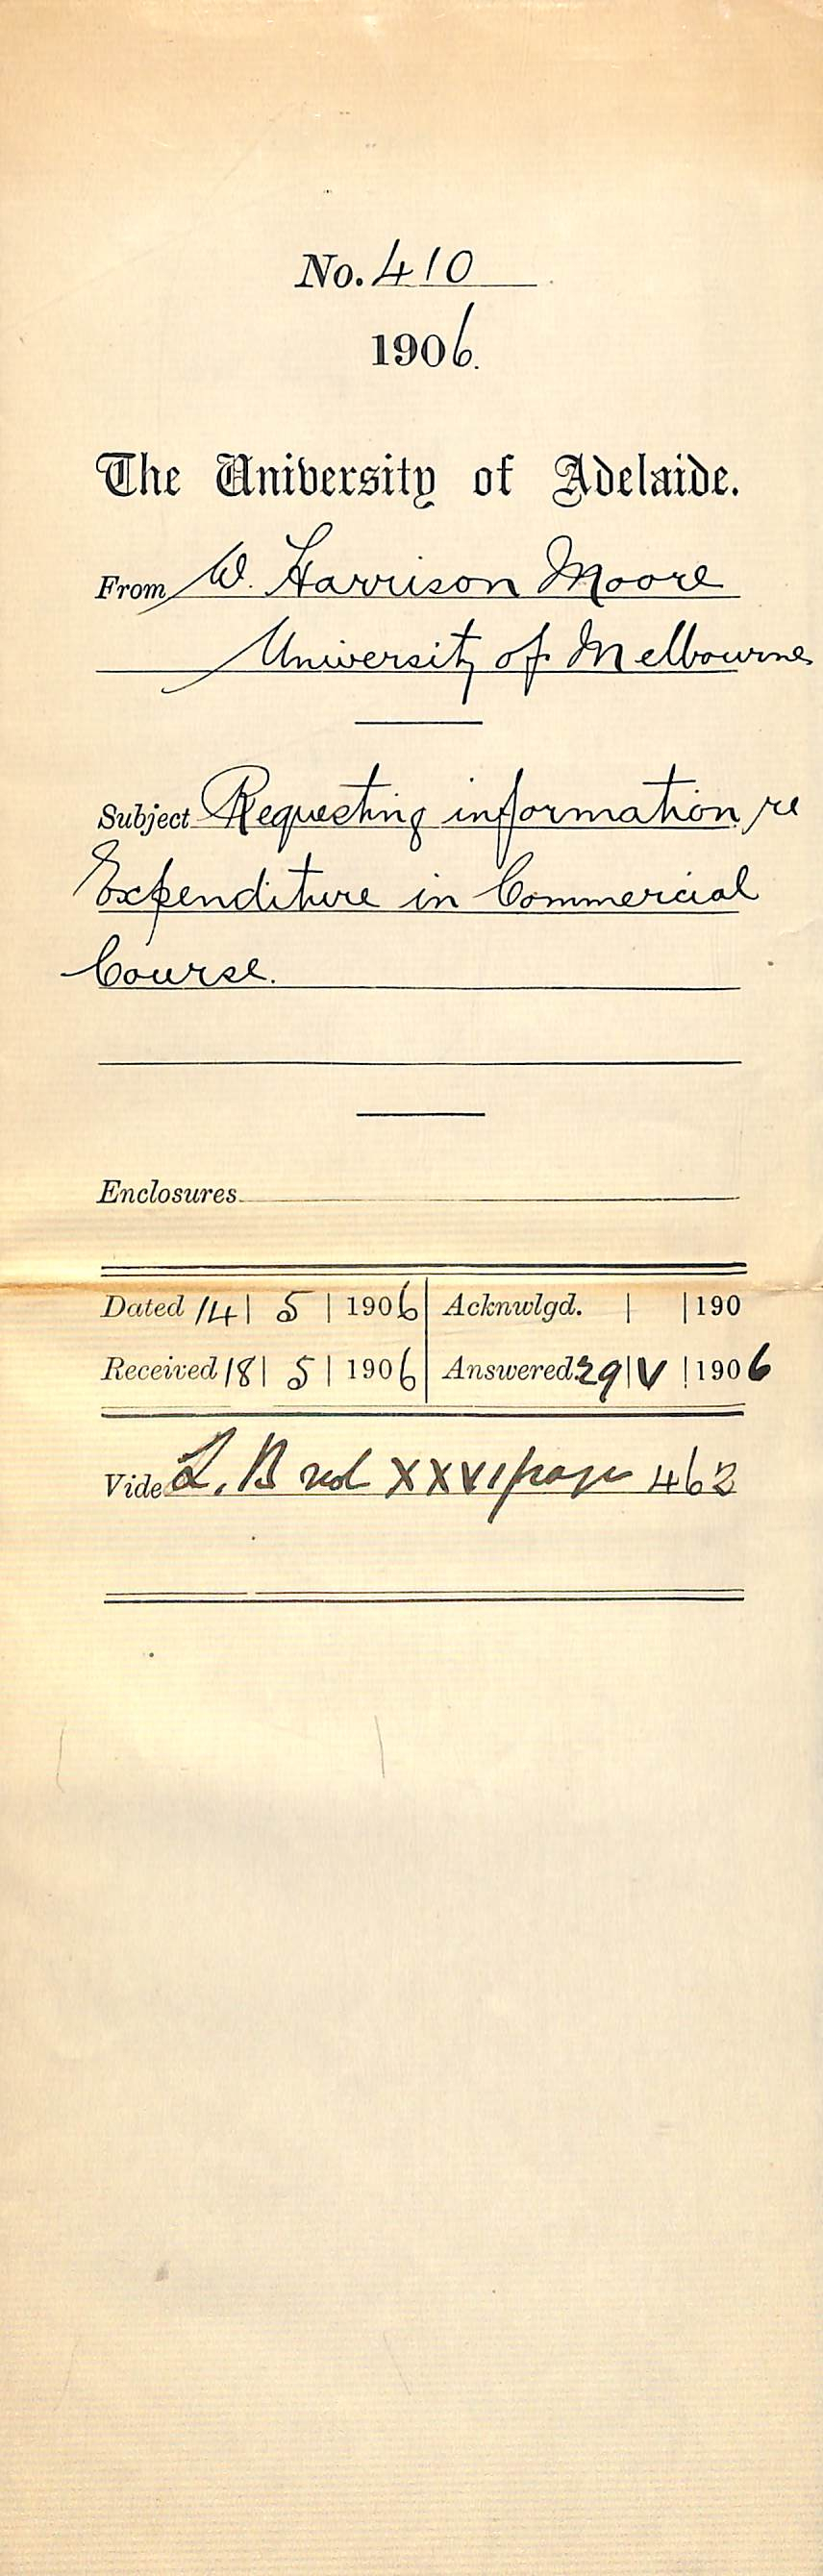 No. 410
1906.
The University of Adelaide.
From W. Harrison Moore
University of Melbourne
Subject Requesting information re
Expenditure in Commercial
Course.
Enclosures
Dated 14 | 5 | 1906 | Acknwlgd. | | 190
Received 18 | 5 | 1906 | Answered 29 | V | 1906
Vide L. B vol XXVI page 462